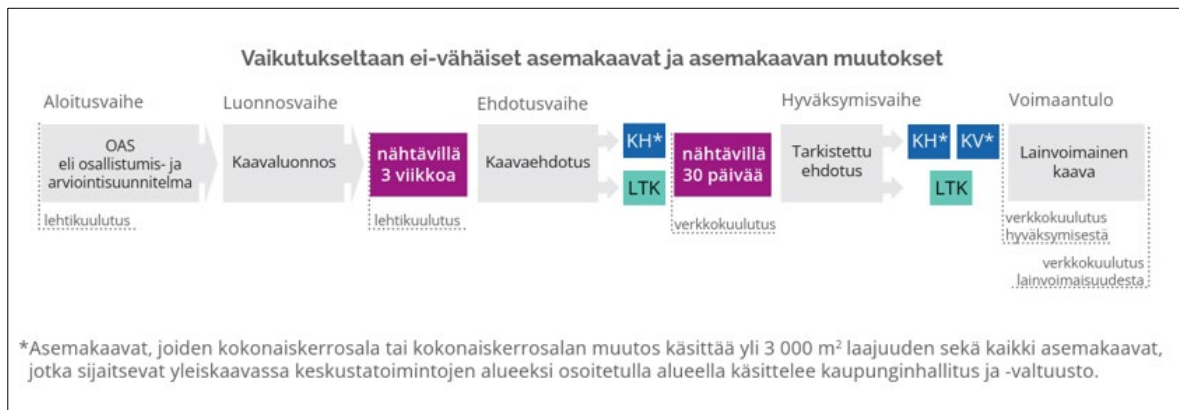 Vaikutukseltaan ei-vähäiset asemakaavat ja asemakaavan muutokset
Aloitusvaihe
OAS
eli osallistumis- ja
arviointisuunnitelma
lehtikuulutus
Luonnosvaihe
Kaavaluonnos
nähtävillä
3 viikkoa
lehtikuulutus
Ehdotusvaihe
Kaavaehdotus
KH*
LTK
nähtävillä
30 päivää
verkkokuulutus
Hyväksymisvaihe
Tarkistettu
ehdotus
KH* KV*
LTK
Voimaantulo
Lainvoimainen
kaava
verkkokuulutus
hyväksymisestä
verkkokuulutus
lainvoimaisuudesta
*Asemakaavat, joiden kokonaiskerrosala tai kokonaiskerrosalan muutos käsittää yli 3 000 m² laajuuden sekä kaikki asemakaavat,
jotka sijaitsevat yleiskaavassa keskustatoimintojen alueeksi osoitetulla alueella käsittelee kaupunginhallitus ja -valtuusto.